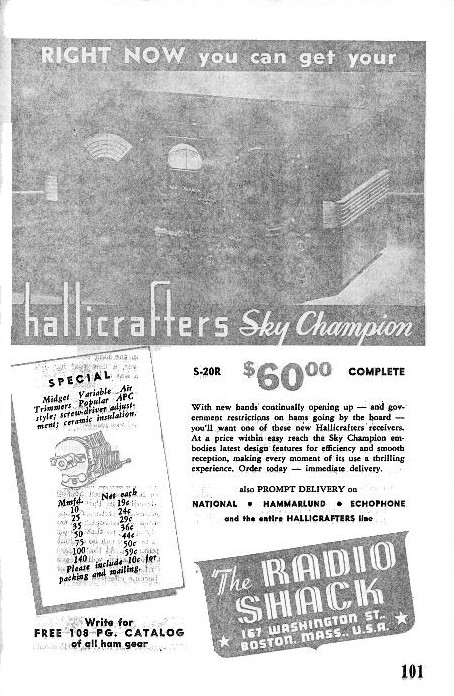 RIGHT NOW you can get your
hallicrafters Sky Champion
S-20R $60.00 COMPLETE
With new bands continually opening up — and gov-
ernment restrictions on hams going by the board —
you'll want one of these new Hallicrafters receivers.
At a price within easy reach the Sky Champion em-
bodies latest design features for efficiency and smooth
reception, making every moment of its use a thrilling
experience. Order today — immediate delivery.
also PROMPT DELIVERY on
NATIONAL • HAMMARLUND • ECHOPHONE
and the entire HALLICRAFTERS line
SPECIAL
Midget Variable Air
Trimmers Popular APC
style; screw-driver adjust-
ment; ceramic insulation.
Mmfd. Net each
10 19¢
25 24¢
35 29¢
50 36¢
75 44¢
100 50¢
140 59¢
Please include 10¢ for
packing and mailing.
Write for
FREE 108 PG. CATALOG
of all ham gear
The RADIO
SHACK
167 WASHINGTON ST.,
BOSTON, MASS., U.S.A.
101